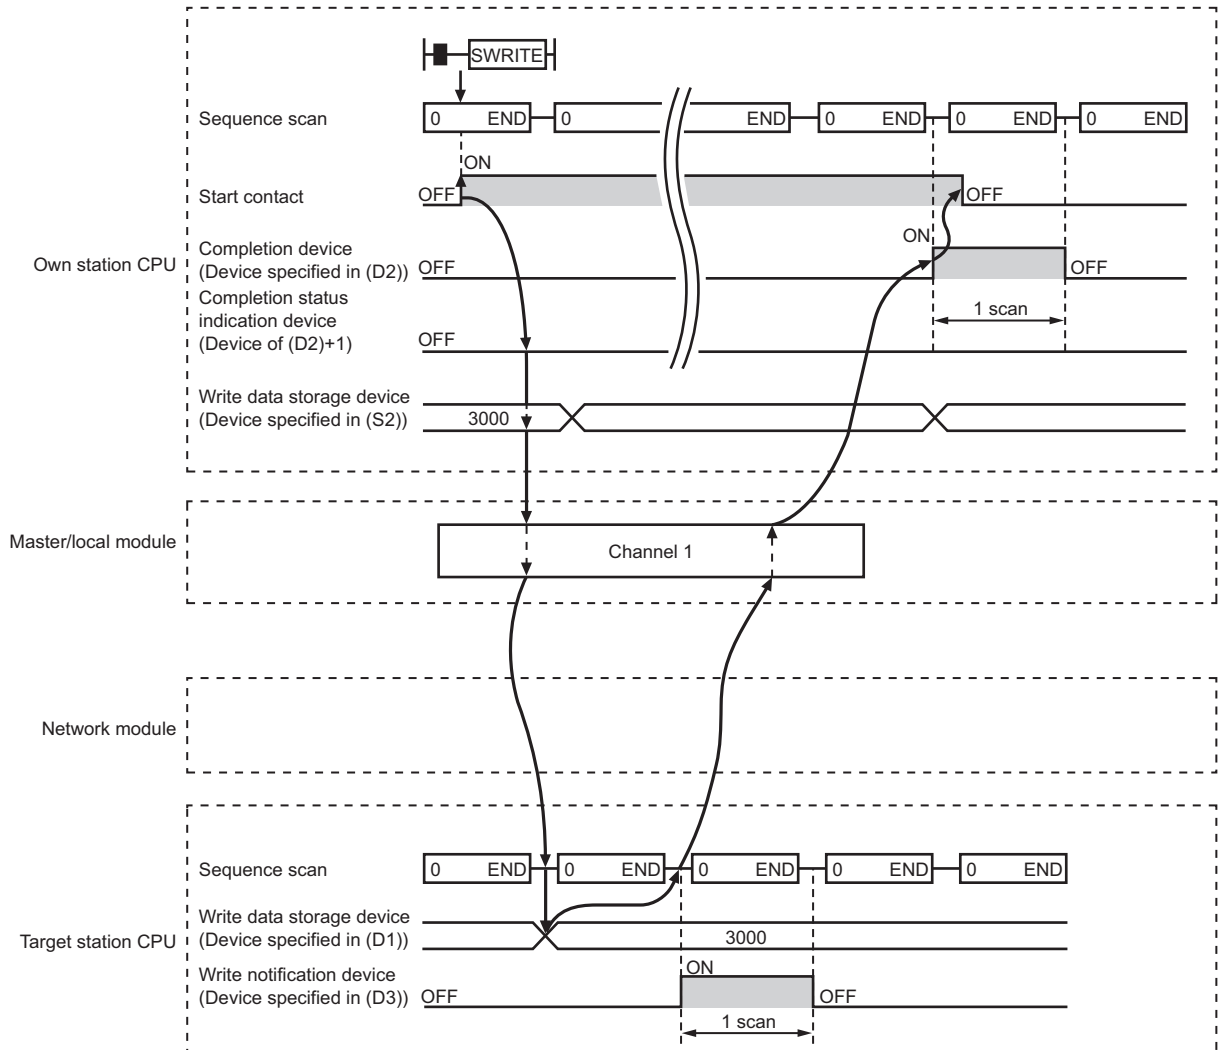 SWRITE
Sequence scan
0 END 0 END 0 END 0 END 0 END
ON
Start contact
OFF
OFF
Own station CPU
Completion device
(Device specified in (D2))
OFF
ON
OFF
Completion status
indication device
(Device of (D2)+1)
OFF
1 scan
Write data storage device
(Device specified in (S2))
3000
Master/local module
Channel 1
Network module
Target station CPU
Sequence scan
0 END 0 END 0 END 0 END 0 END
Write data storage device
(Device specified in (D1))
3000
Write notification device
(Device specified in (D3))
OFF
ON
OFF
1 scan